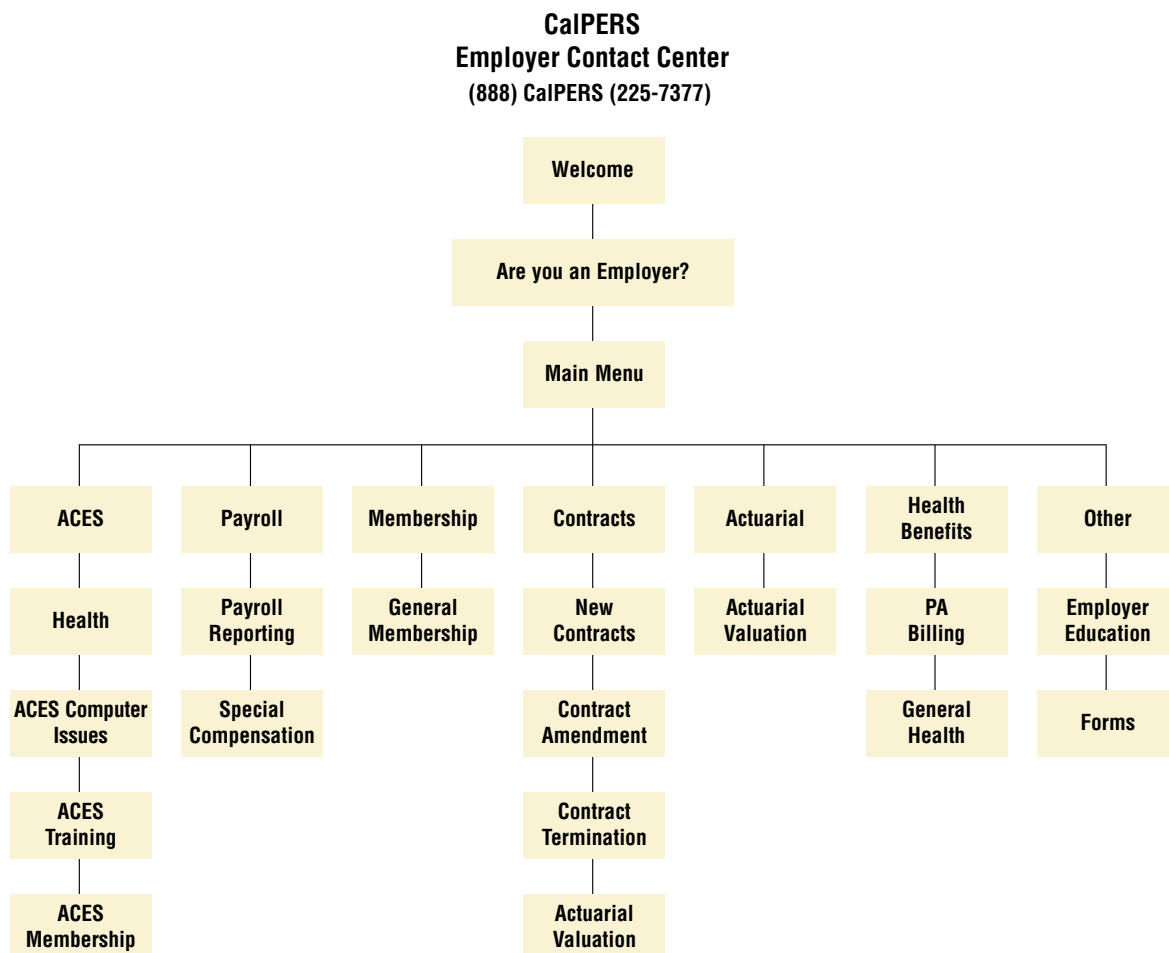 CalPERS
Employer Contact Center
(888) CalPERS (225-7377)
Welcome
Are you an Employer?
Main Menu
ACES
Payroll
Membership
Contracts
Actuarial
Health
Benefits
Other
Health
Payroll
Reporting
General
Membership
New
Contracts
Actuarial
Valuation
PA
Billing
Employer
Education
ACES Computer
Issues
Special
Compensation
Contract
Amendment
General
Health
Forms
ACES
Training
Contract
Termination
ACES
Membership
Actuarial
Valuation